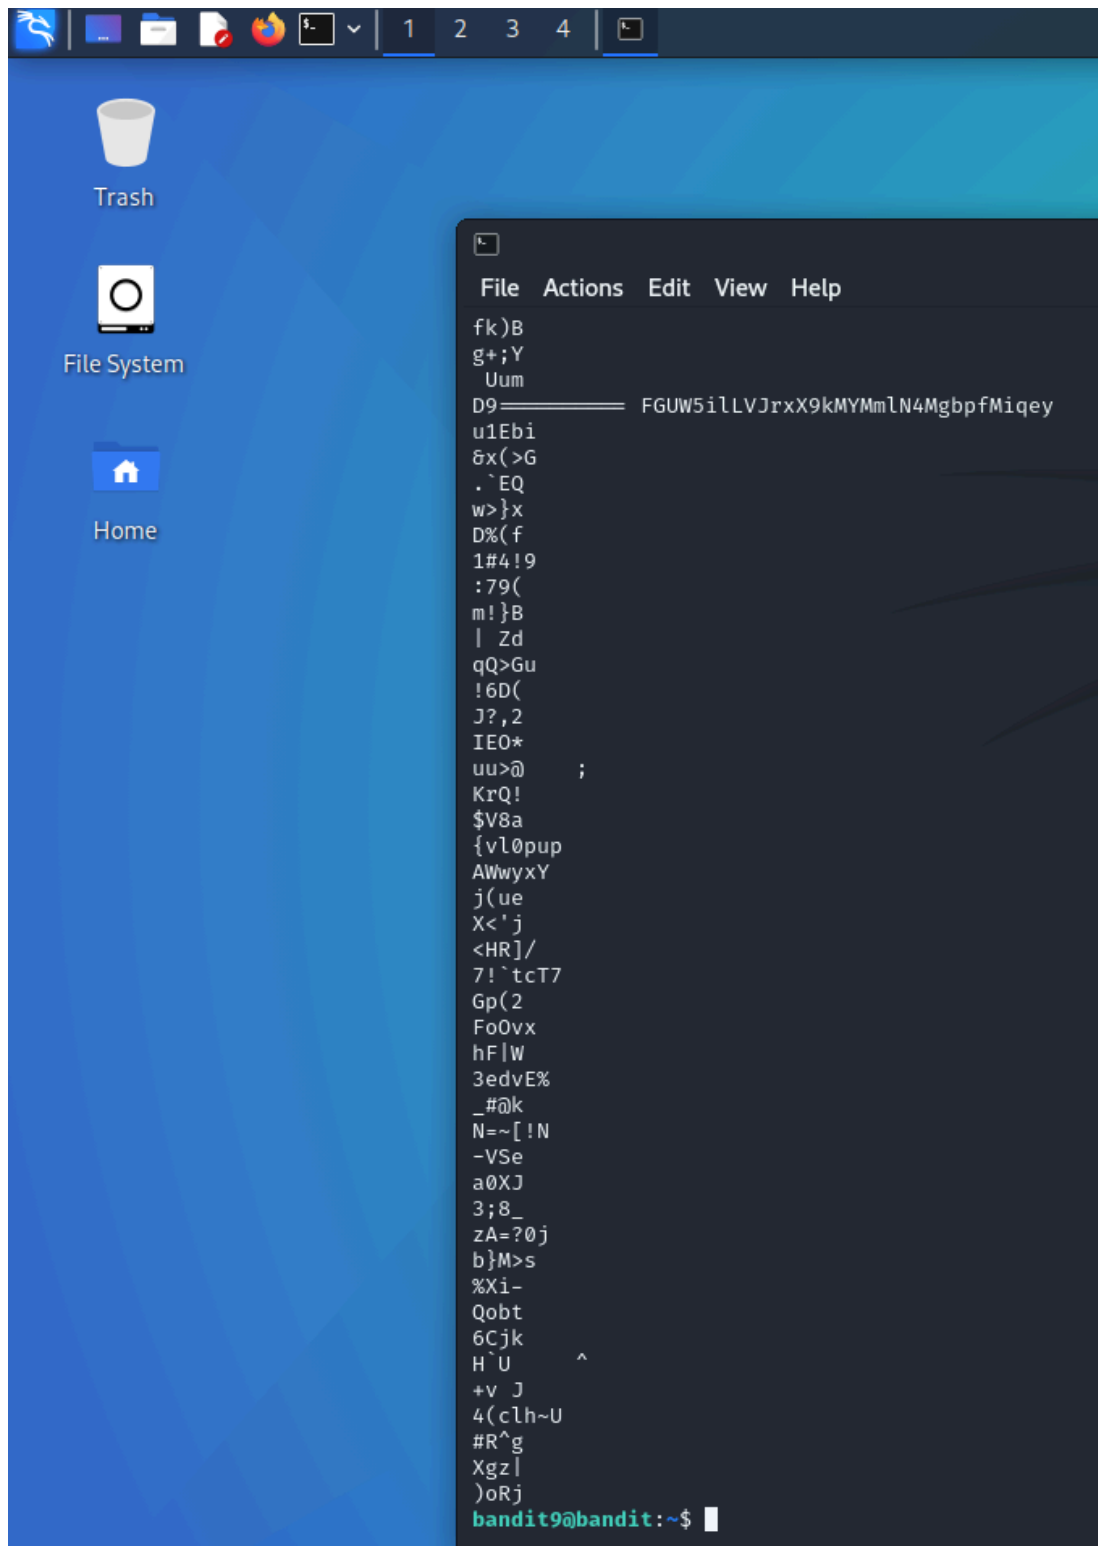 1 2 3 4
Trash
File System
Home
File Actions Edit View Help
fk)B
g+;Y
 Uum
D9========== FGUW5ilLVJrxX9kMYMmlN4MgbpfMiqey
u1Ebi
&x(>G
.`EQ
w>}x
D%(f
1#4!9
:79(
m!}B
| Zd
qQ>Gu
!6D(
J?,2
IEO*
uu>@    ;
KrQ!
$V8a
{vl0pup
AWwyxY
j(ue
X<'j
<HR]/
7!`tcT7
Gp(2
FoOvx
hF|W
3edvE%
_#@k
N=~[!N
-VSe
a0XJ
3;8_
zA=?0j
b}M>s
%Xi-
Qobt
6Cjk
H`U     ^
+v J
4(clh~U
#R^g
Xgz|
)oRj
bandit9@bandit:~$